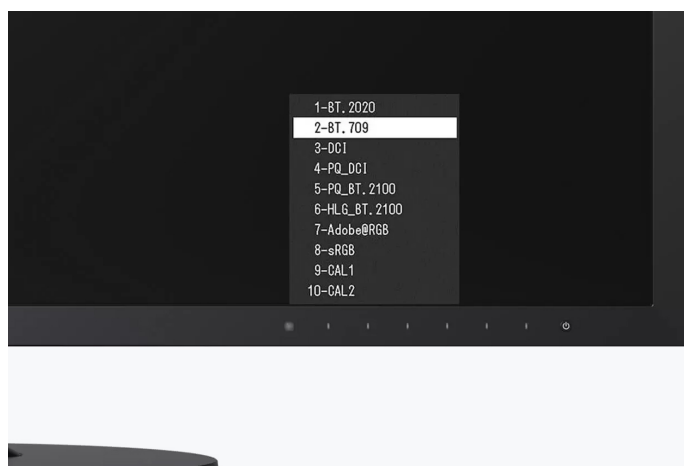 1-BT.2020
2-BT.709
3-DCI
4-PQ_DCI
5-PQ_BT.2100
6-HLG_BT.2100
7-Adobe@RGB
8-sRGB
9-CAL1
10-CAL2